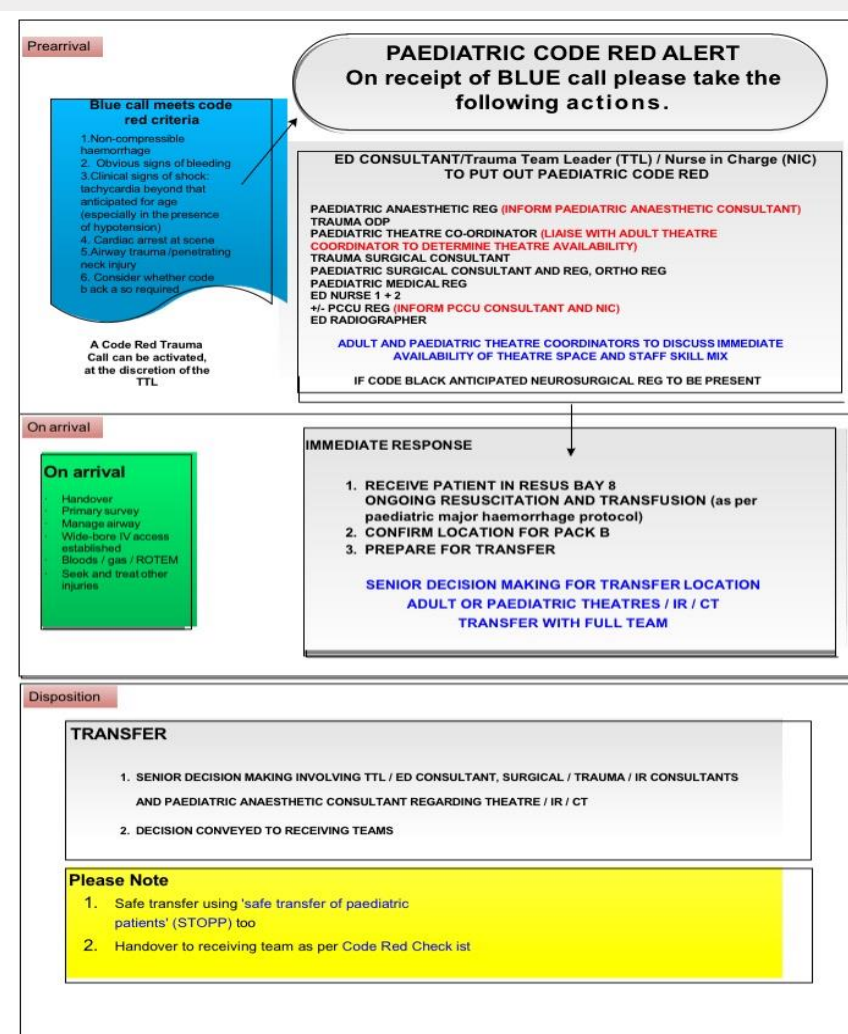 Prearrival
PAEDIATRIC CODE RED ALERT
On receipt of BLUE call please take the
following actions.
Blue call meets code
red criteria
1.Non-compressible
haemorrhage
2. Obvious signs of bleeding
3.Clinical signs of shock:
tachycardia beyond that
anticipated for age
(especially in the presence
of hypotension)
4. Cardiac arrest at scene
5.Airway trauma /penetrating
neck injury
6. Consider whether code
b ack a so required
A Code Red Trauma
Call can be activated,
at the discretion of the
TTL
ED CONSULTANT/Trauma Team Leader (TTL) / Nurse in Charge (NIC)
TO PUT OUT PAEDIATRIC CODE RED
PAEDIATRIC ANAESTHETIC REG (INFORM PAEDIATRIC ANAESTHETIC CONSULTANT)
TRAUMA ODP
PAEDIATRIC THEATRE CO-ORDINATOR (LIAISE WITH ADULT THEATRE
COORDINATOR TO DETERMINE THEATRE AVAILABILITY)
TRAUMA SURGICAL CONSULTANT
PAEDIATRIC SURGICAL CONSULTANT AND REG, ORTHO REG
PAEDIATRIC MEDICAL REG
ED NURSE 1 + 2
+/- PCCU REG (INFORM PCCU CONSULTANT AND NIC)
ED RADIOGRAPHER
ADULT AND PAEDIATRIC THEATRE COORDINATORS TO DISCUSS IMMEDIATE
AVAILABILITY OF THEATRE SPACE AND STAFF SKILL MIX
IF CODE BLACK ANTICIPATED NEUROSURGICAL REG TO BE PRESENT
On arrival
On arrival
· Handover
· Primary survey
· Manage airway
· Wide-bore IV access
established
· Bloods / gas / ROTEM
· Seek and treat other
injuries
IMMEDIATE RESPONSE
1. RECEIVE PATIENT IN RESUS BAY 8
ONGOING RESUSCITATION AND TRANSFUSION (as per
paediatric major haemorrhage protocol)
2. CONFIRM LOCATION FOR PACK B
3. PREPARE FOR TRANSFER
SENIOR DECISION MAKING FOR TRANSFER LOCATION
ADULT OR PAEDIATRIC THEATRES / IR / CT
TRANSFER WITH FULL TEAM
Disposition
TRANSFER
1. SENIOR DECISION MAKING INVOLVING TTL / ED CONSULTANT, SURGICAL / TRAUMA / IR CONSULTANTS
AND PAEDIATRIC ANAESTHETIC CONSULTANT REGARDING THEATRE / IR / CT
2. DECISION CONVEYED TO RECEIVING TEAMS
Please Note
1. Safe transfer using 'safe transfer of paediatric
patients' (STOPP) too
2. Handover to receiving team as per Code Red Check ist